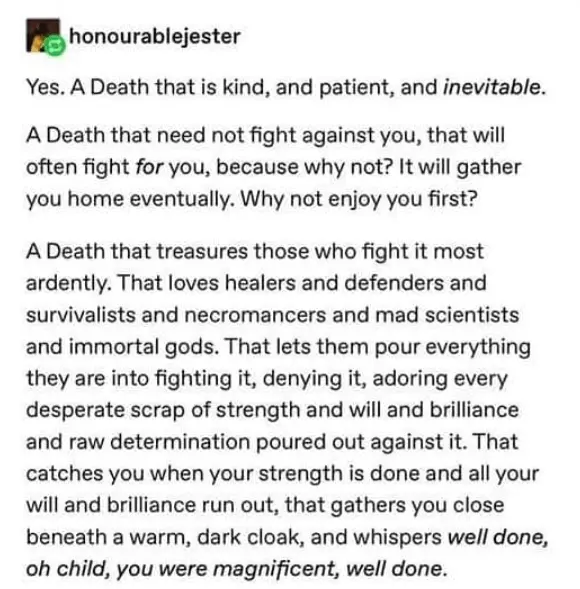 honourablejester
Yes. A Death that is kind, and patient, and inevitable.
A Death that need not fight against you, that will
often fight for you, because why not? It will gather
you home eventually. Why not enjoy you first?
A Death that treasures those who fight it most
ardently. That loves healers and defenders and
survivalists and necromancers and mad scientists
and immortal gods. That lets them pour everything
they are into fighting it, denying it, adoring every
desperate scrap of strength and will and brilliance
and raw determination poured out against it. That
catches you when your strength is done and all your
will and brilliance run out, that gathers you close
beneath a warm, dark cloak, and whispers well done,
oh child, you were magnificent, well done.